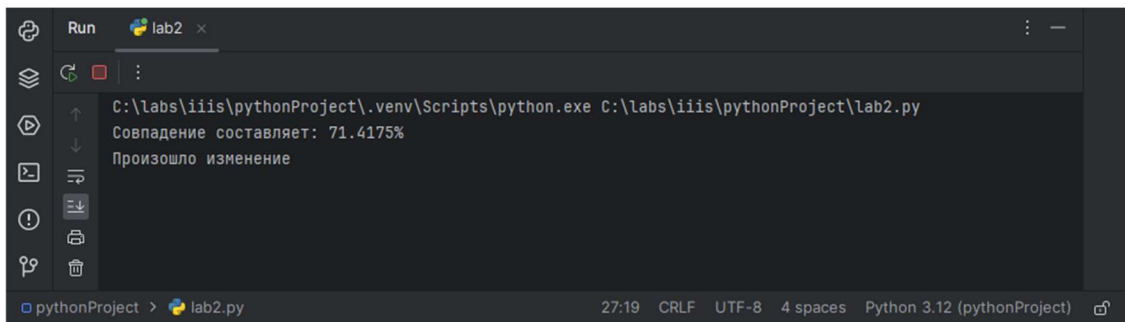 Run lab2
C:\labs\iiis\pythonProject\.venv\Scripts\python.exe C:\labs\iiis\pythonProject\lab2.py
Совпадение составляет: 71.4175%
Произошло изменение
pythonProject > lab2.py 27:19 CRLF UTF-8 4 spaces Python 3.12 (pythonProject)